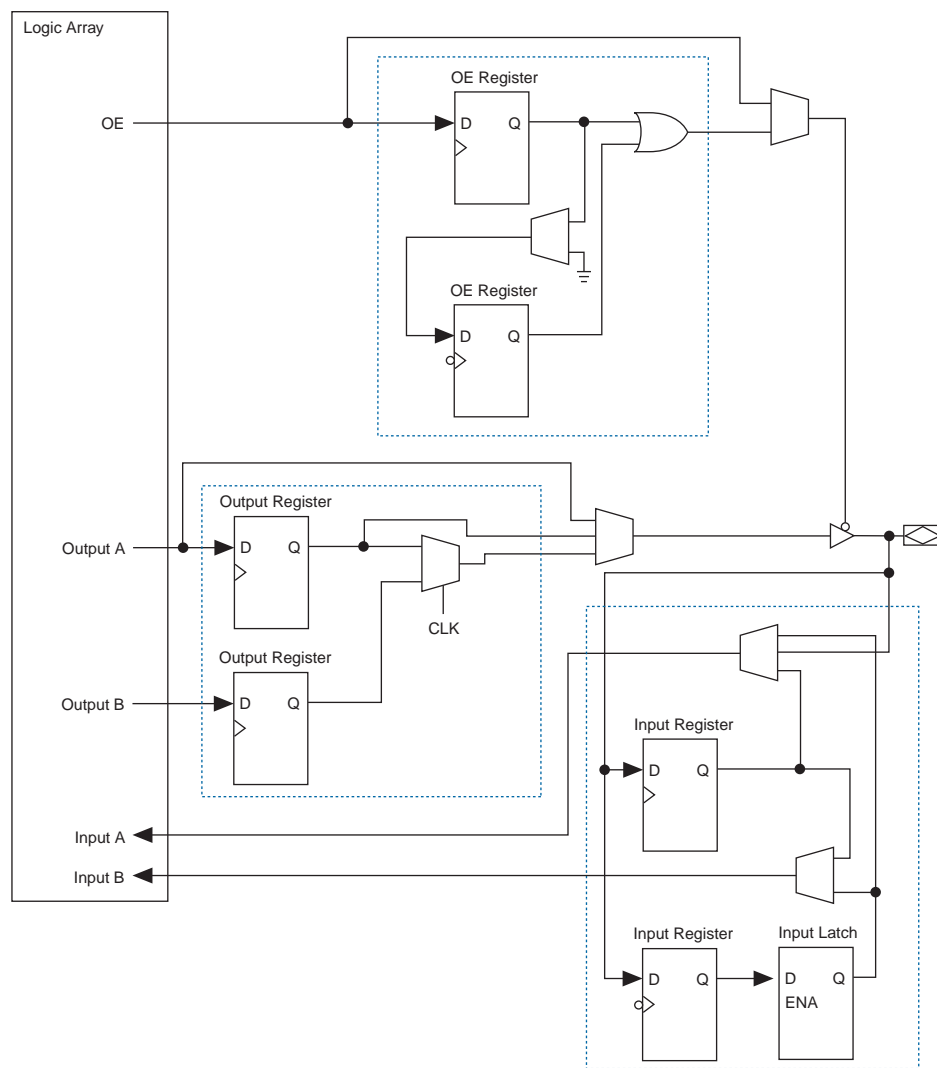 Logic Array
OE Register
OE
D Q
OE Register
D Q
Output Register
Output A
D Q
CLK
Output Register
Output B
D Q
Input Register
D Q
Input A
Input B
Input Register
Input Latch
D Q
D Q
ENA